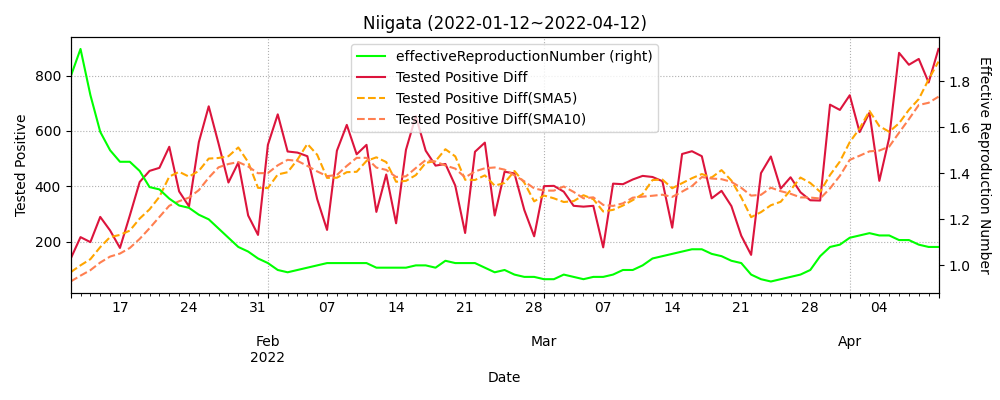 Niigata (2022-01-12~2022-04-12)
effectiveReproductionNumber (right)
Tested Positive Diff
Tested Positive Diff(SMA5)
Tested Positive Diff(SMA10)
Tested Positive
800
600
400
200
Effective Reproduction Number
1.8
1.6
1.4
1.2
1.0
17 24 31 07 14 21 28 07 14 21 28 04
Feb Mar Apr
2022
Date